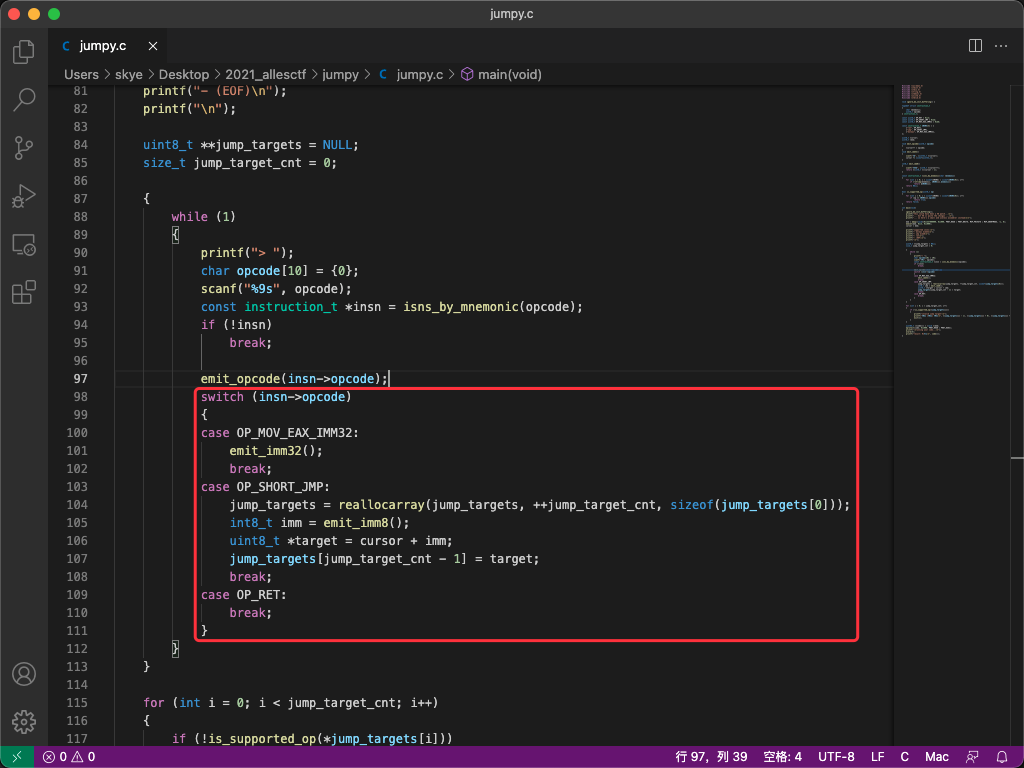 jumpy.c
C jumpy.c
Users > skye > Desktop > 2021_allesctf > jumpy > C jumpy.c > main(void)
81 printf("- (EOF)\n");
82 printf("\n");
83
84 uint8_t **jump_targets = NULL;
85 size_t jump_target_cnt = 0;
86
87 {
88 while (1)
89 {
90 printf("> ");
91 char opcode[10] = {0};
92 scanf("%9s", opcode);
93 const instruction_t *insn = isns_by_mnemonic(opcode);
94 if (!insn)
95 break;
96
97 emit_opcode(insn->opcode);
98 switch (insn->opcode)
99 {
100 case OP_MOV_EAX_IMM32:
101 emit_imm32();
102 break;
103 case OP_SHORT_JMP:
104 jump_targets = reallocarray(jump_targets, ++jump_target_cnt, sizeof(jump_targets[0]));
105 int8_t imm = emit_imm8();
106 uint8_t *target = cursor + imm;
107 jump_targets[jump_target_cnt - 1] = target;
108 break;
109 case OP_RET:
110 break;
111 }
112 }
113 }
114
115 for (int i = 0; i < jump_target_cnt; i++)
116 {
117 if (!is_supported_op(*jump_targets[i]))
0 0 行 97，列 39 空格: 4 UTF-8 LF C Mac